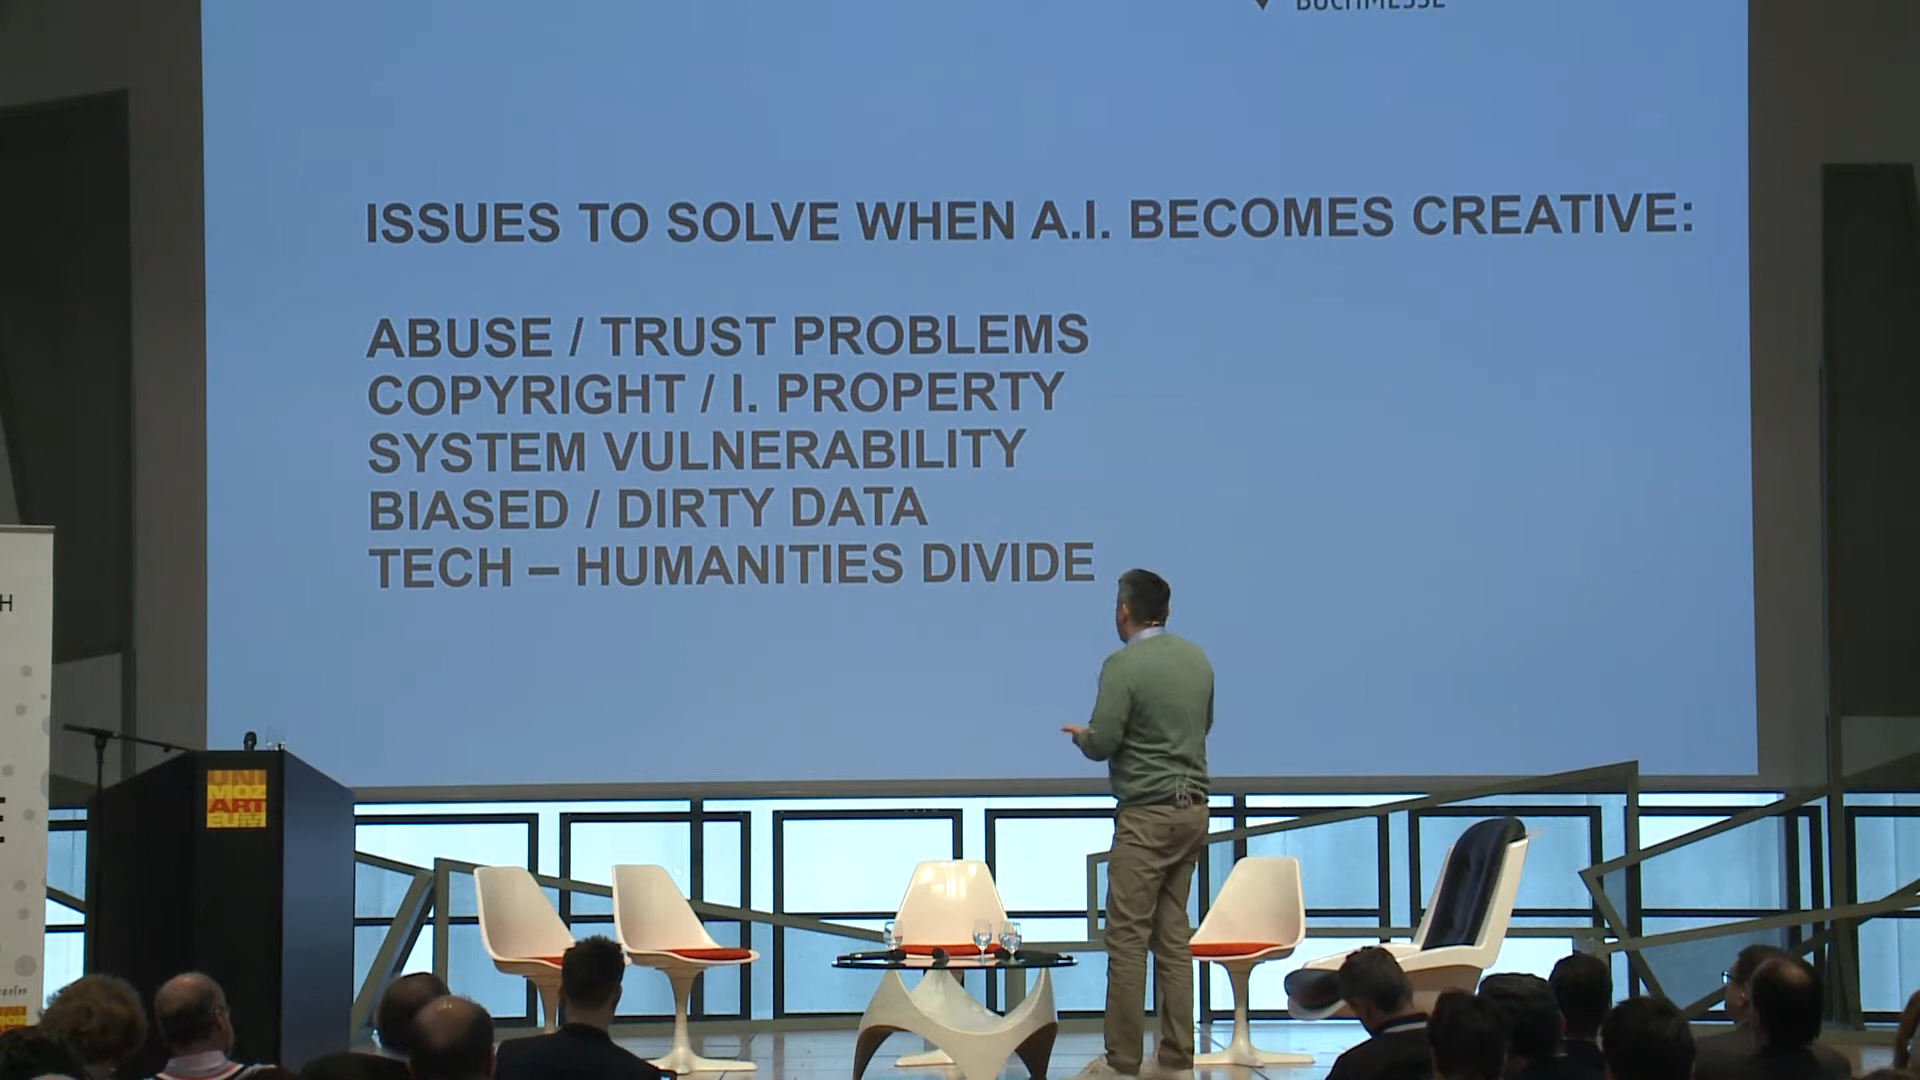 BUCHMESSE
ISSUES TO SOLVE WHEN A.I. BECOMES CREATIVE:
ABUSE / TRUST PROBLEMS
COPYRIGHT / I. PROPERTY
SYSTEM VULNERABILITY
BIASED / DIRTY DATA
TECH – HUMANITIES DIVIDE
H
E
UNI
MOZ
ART
EUM